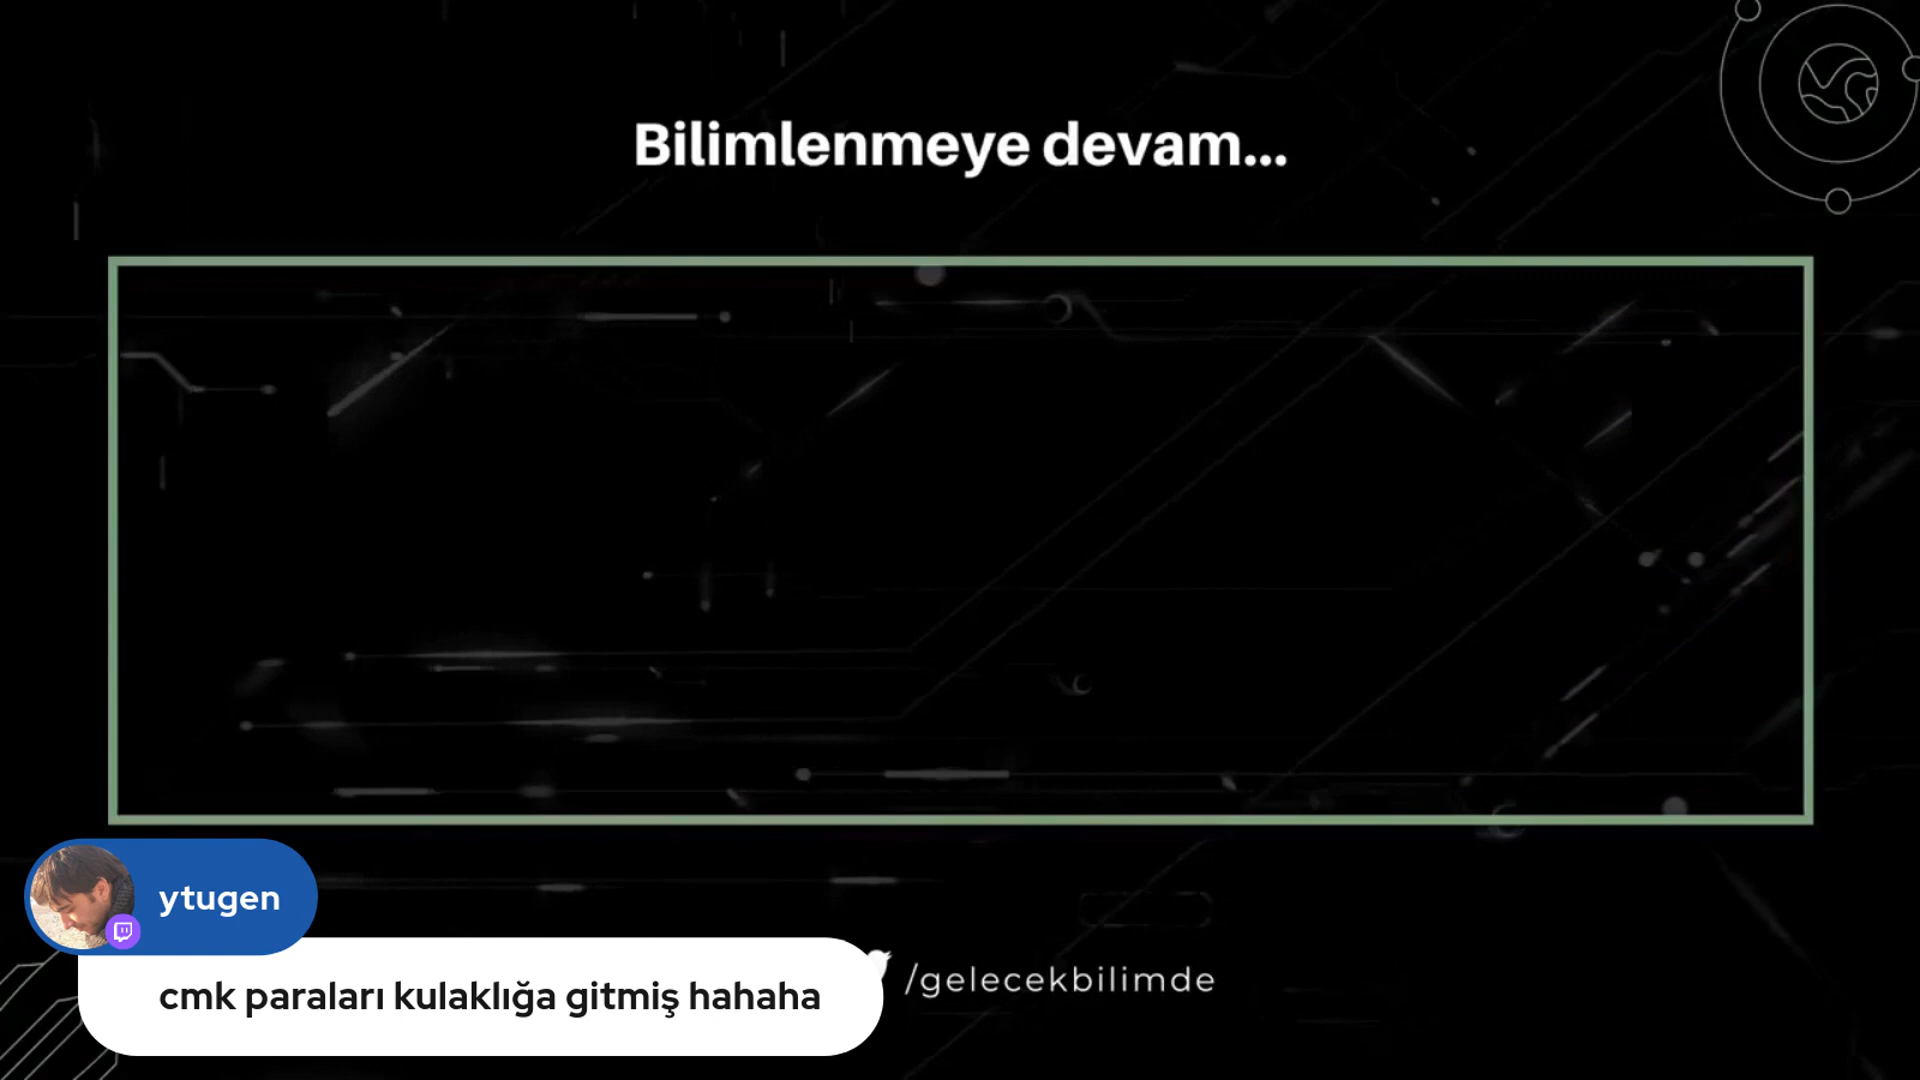 Bilimlenmeye devam...
ytugen
cmk paraları kulaklığa gitmiş hahaha
/gelecekbilimde